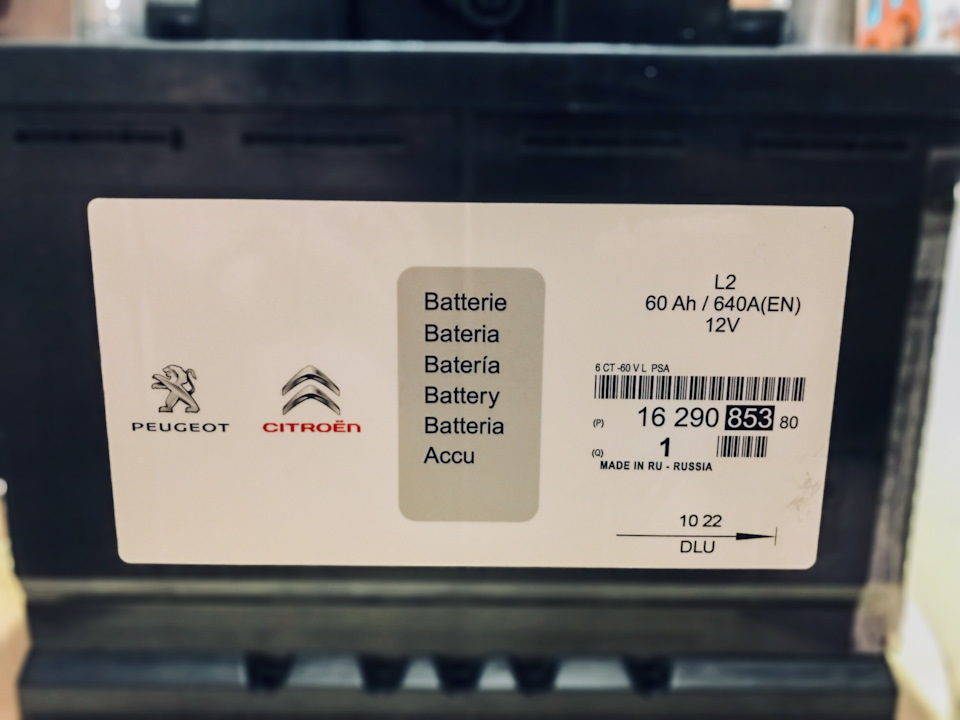 PEUGEOT
CITROËN
Batterie
Bateria
Batería
Battery
Batteria
Accu
L2
60 Ah / 640A(EN)
12V
6 CT -60 V L PSA
(P) 16 290 853 80
(Q) 1
MADE IN RU - RUSSIA
10 22
DLU